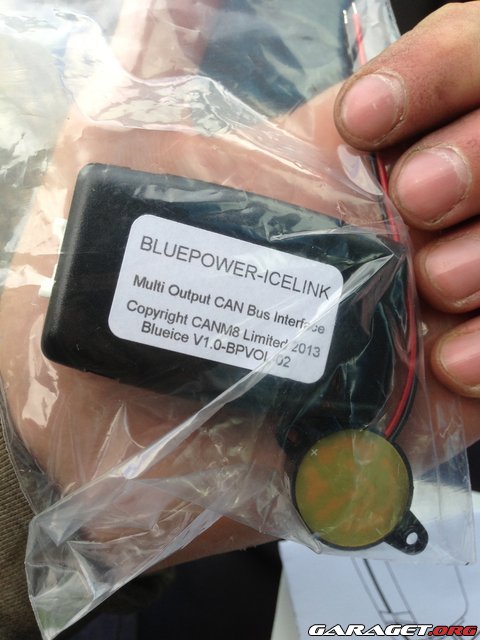 BLUEPOWER-ICELINK
Multi Output CAN Bus Interface
Copyright CANM8 Limited 2013
Blueice V1.0-BPVOL 02
GARAGET.ORG